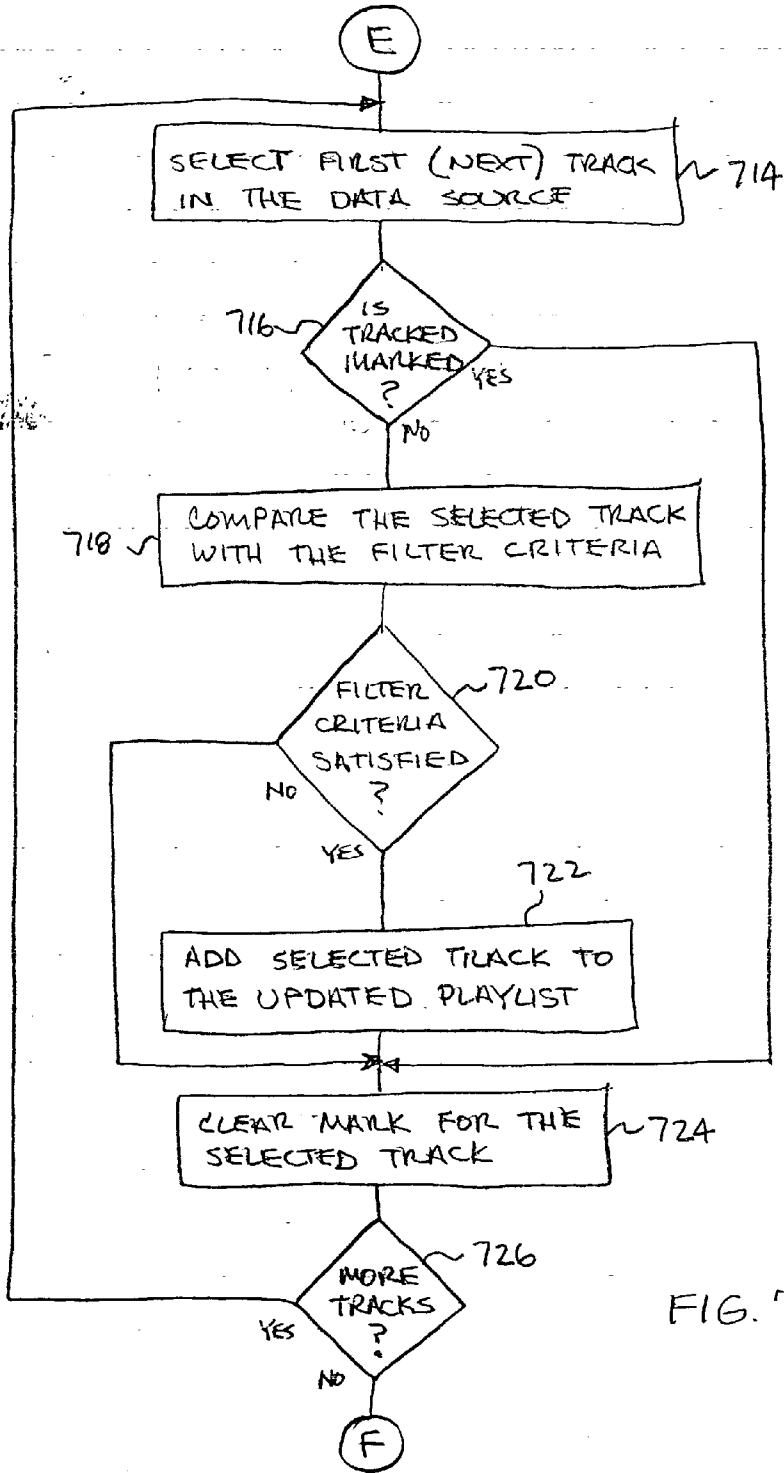 E
SELECT FIRST (NEXT) TRACK
IN THE DATA SOURCE
714
716
IS
TRACKED
MARKED
?
YES
NO
718
COMPARE THE SELECTED TRACK
WITH THE FILTER CRITERIA
720
FILTER
CRITERIA
SATISFIED
?
NO
YES
722
ADD SELECTED TRACK TO
THE UPDATED PLAYLIST
CLEAR MARK FOR THE
SELECTED TRACK
724
726
MORE
TRACKS
?
YES
NO
FIG.
F